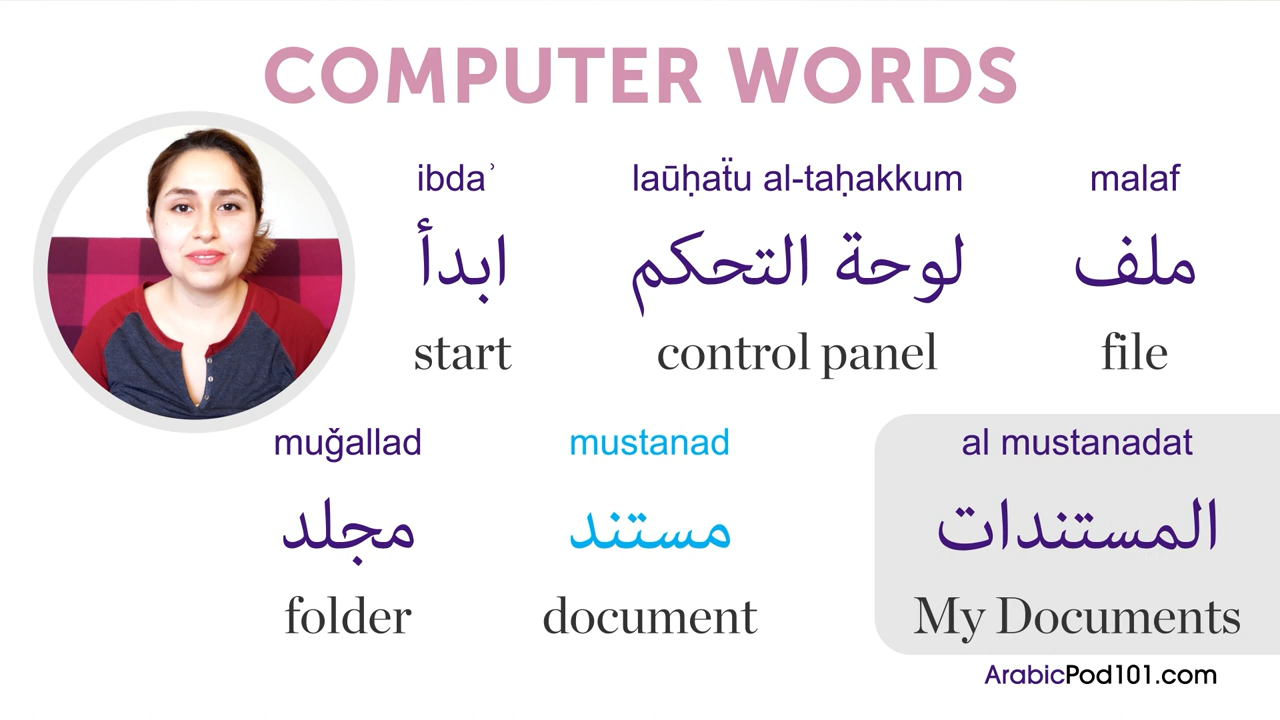 COMPUTER WORDS
ibdaʾ
ابدأ
start
laūḥaẗu al-taḥakkum
لوحة التحكم
control panel
malaf
ملف
file
muǧallad
مجلد
folder
mustanad
مستند
document
al mustanadat
المستندات
My Documents
ArabicPod101.com